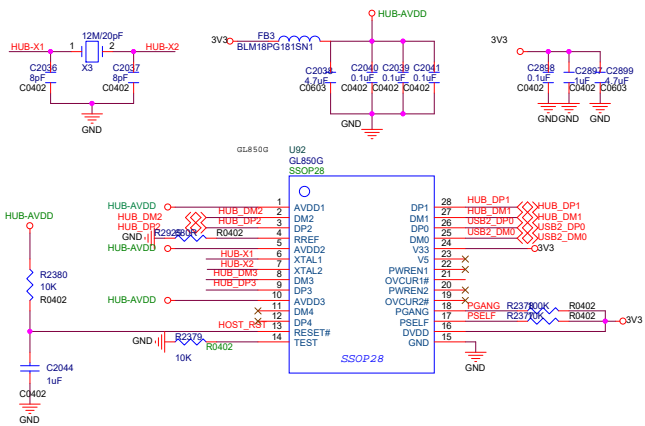 12M/20pF
HUB-X1
1
2
HUB-X2
X3
C2036
8pF
C0402
C2037
8pF
C0402
GND
HUB-AVDD
3V3
FB3
BLM18PG181SN1
C2038
4.7uF
C0603
C2040
0.1uF
C0402
C2039
0.1uF
C0402
C2041
0.1uF
C0402
GND
3V3
C2898
0.1uF
C0402
C2897
1uF
C0402
C2899
4.7uF
C0603
GND
GND
GND
GL850G
U92
GL850G
SSOP28
HUB-AVDD
1
AVDD1
HUB_DM2
HUB_DM2
2
DM2
HUB_DP2
HUB_DP2
3
DP2
GND
R0402
4
RREF
HUB-AVDD
5
AVDD2
HUB-X1
6
XTAL1
HUB-X2
7
XTAL2
HUB_DM3
8
DM3
HUB_DP3
9
DP3
HUB-AVDD
10
AVDD3
11
DM4
12
DP4
HOST_RST
13
RESET#
GND
R2379
10K
R0402
14
TEST
DP1
28
HUB_DP1
HUB_DP1
DM1
27
HUB_DM1
HUB_DM1
DP0
26
USB2_DP0
USB2_DP0
DM0
25
USB2_DM0
USB2_DM0
V33
24
3V3
V5
23
PWREN1
22
OVCUR1#
21
PWREN2
20
OVCUR2#
19
PGANG
18
PGANG
R0402
PSELF
17
PSELF
R0402
3V3
DVDD
16
GND
15
GND
SSOP28
HUB-AVDD
R2380
10K
R0402
C2044
1uF
C0402
GND